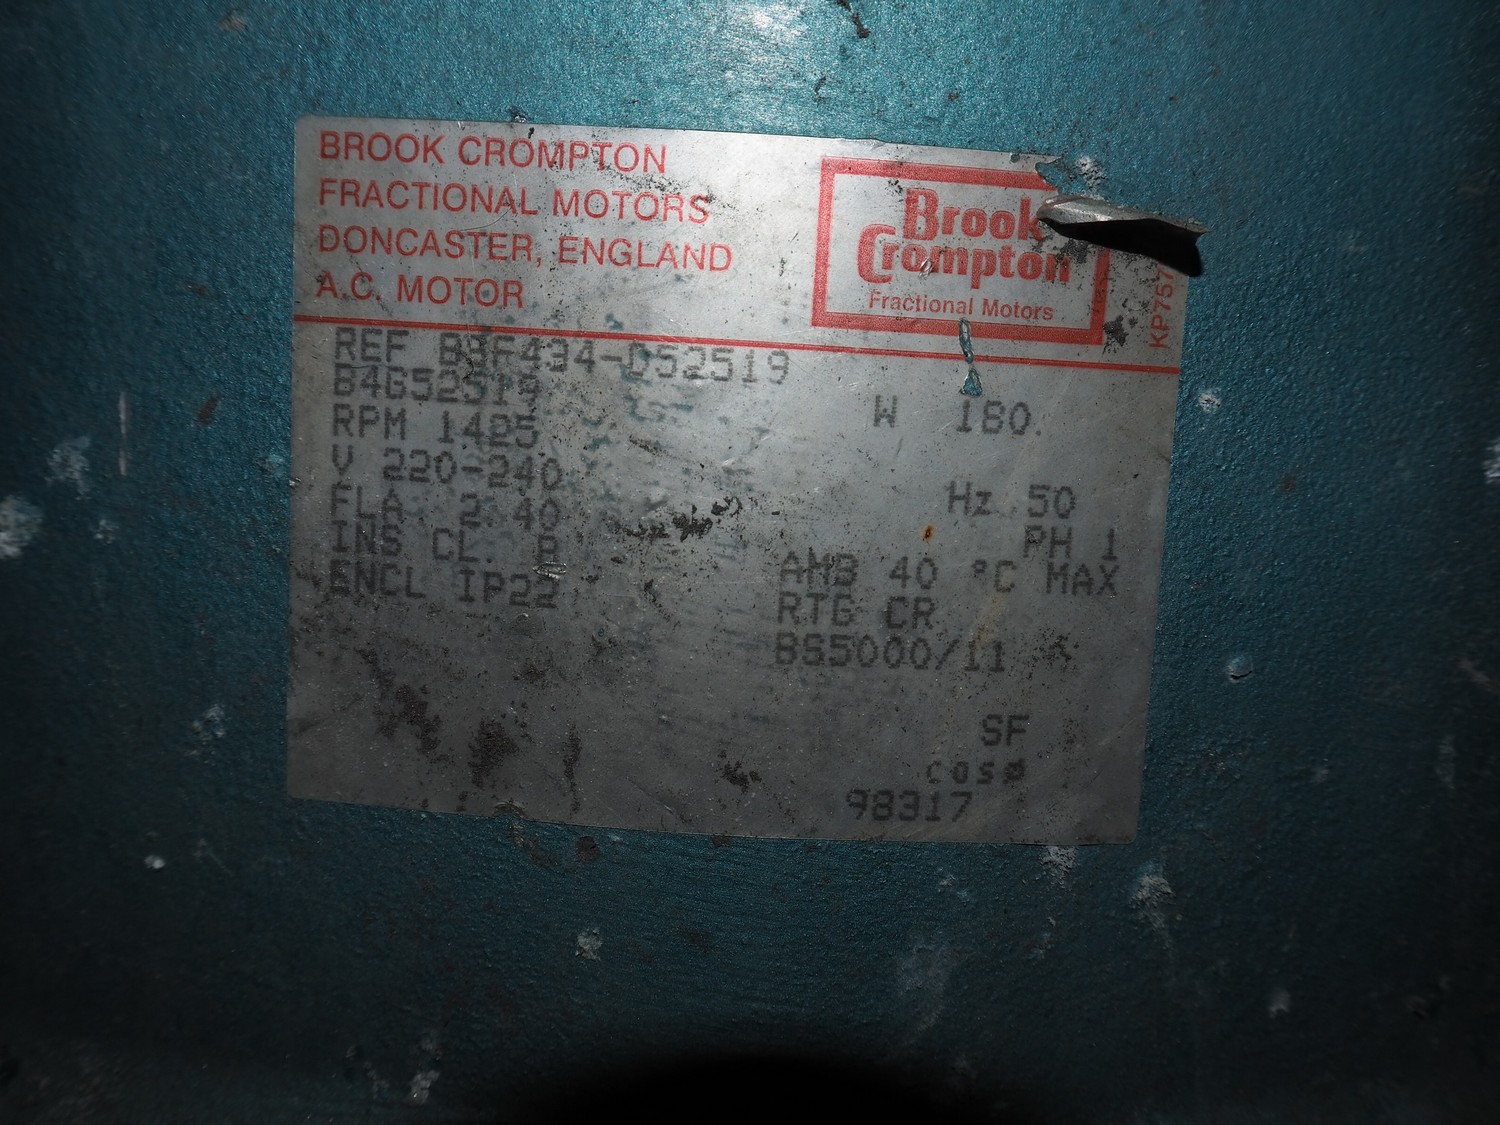 BROOK CROMPTON
FRACTIONAL MOTORS
DONCASTER, ENGLAND
A.C. MOTOR
Brook
Crompton
Fractional Motors
KP757
REF BBF434-D52519
B4G52519
RPM 1425
W 180.
V 220-240
Hz 50
FLA 2.40
PH 1
INS CL. B
AMB 40 °C MAX
ENCL IP22
RTG CR
BS5000/11
SF
cosø
98317